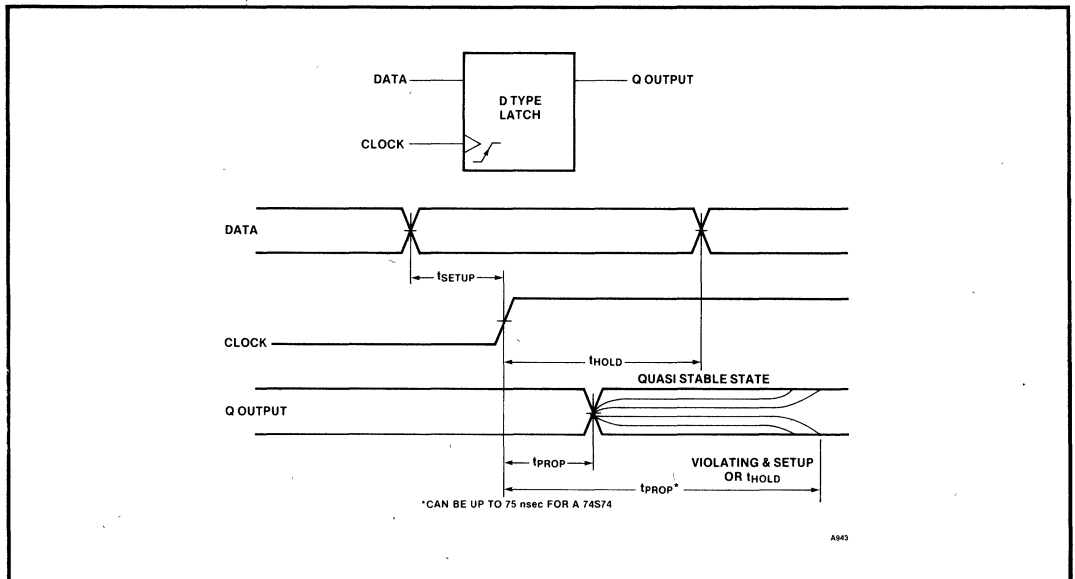 DATA
Q OUTPUT
D TYPE
LATCH
CLOCK
DATA
tSETUP
CLOCK
tHOLD
QUASI STABLE STATE
Q OUTPUT
tPROP
VIOLATING & SETUP
OR tHOLD
tPROP*
*CAN BE UP TO 75 nsec FOR A 74S74
A943